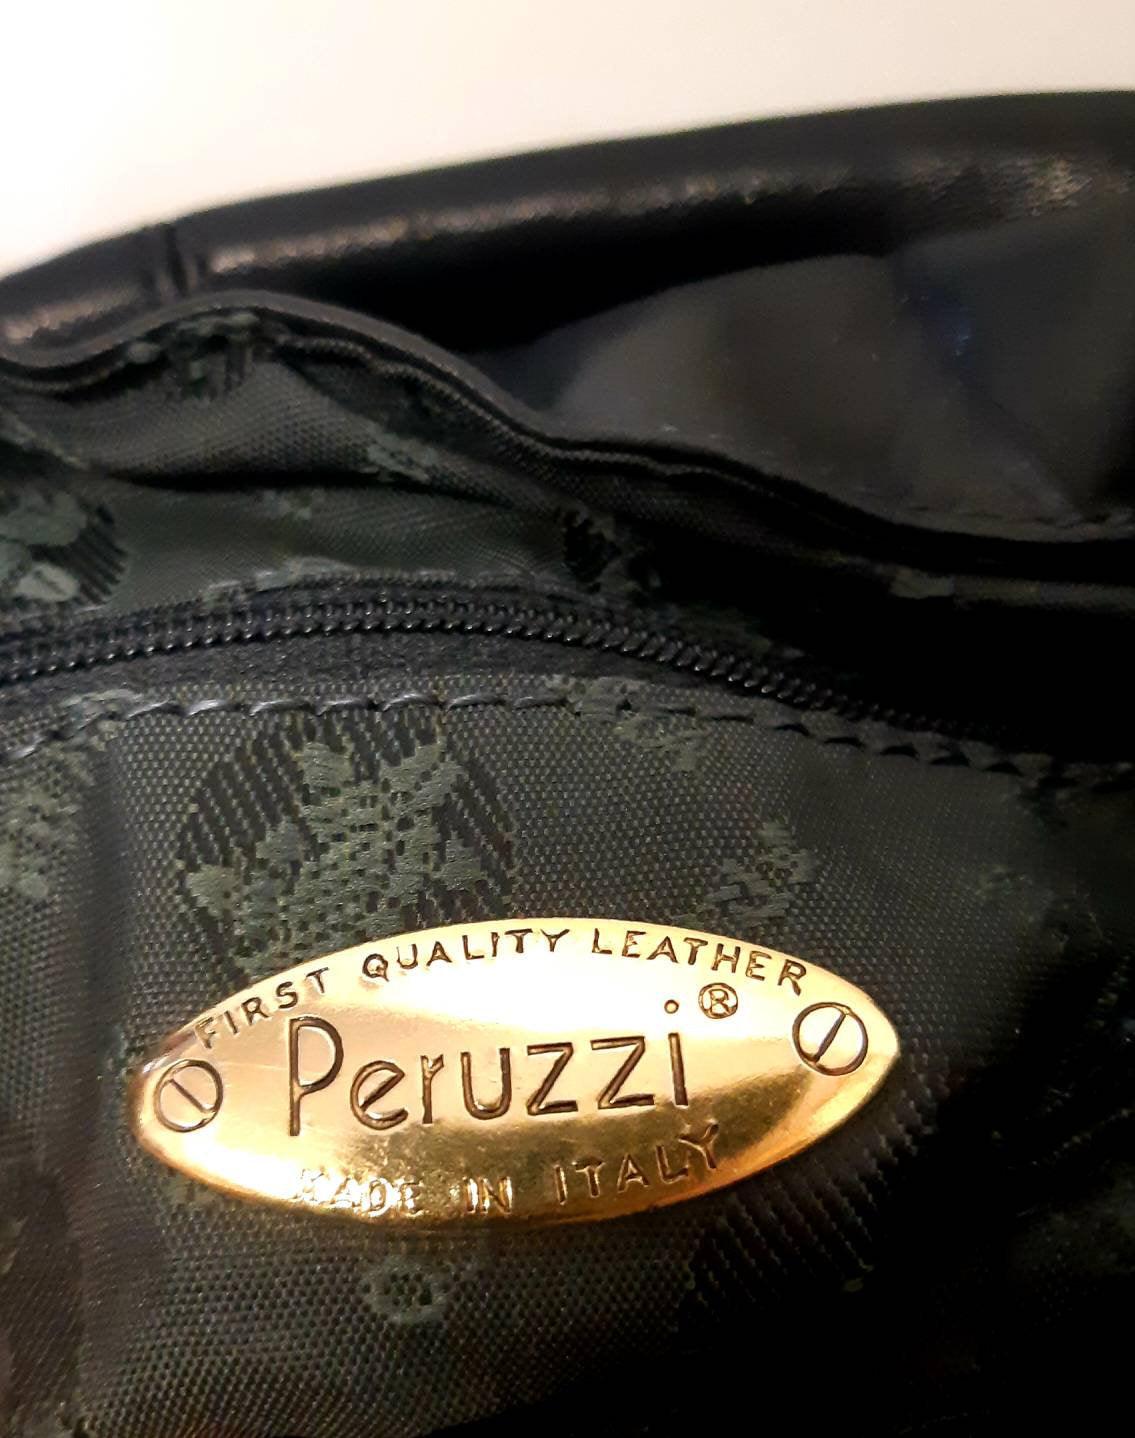 FIRST QUALITY LEATHER
Peruzzi®
MADE IN ITALY